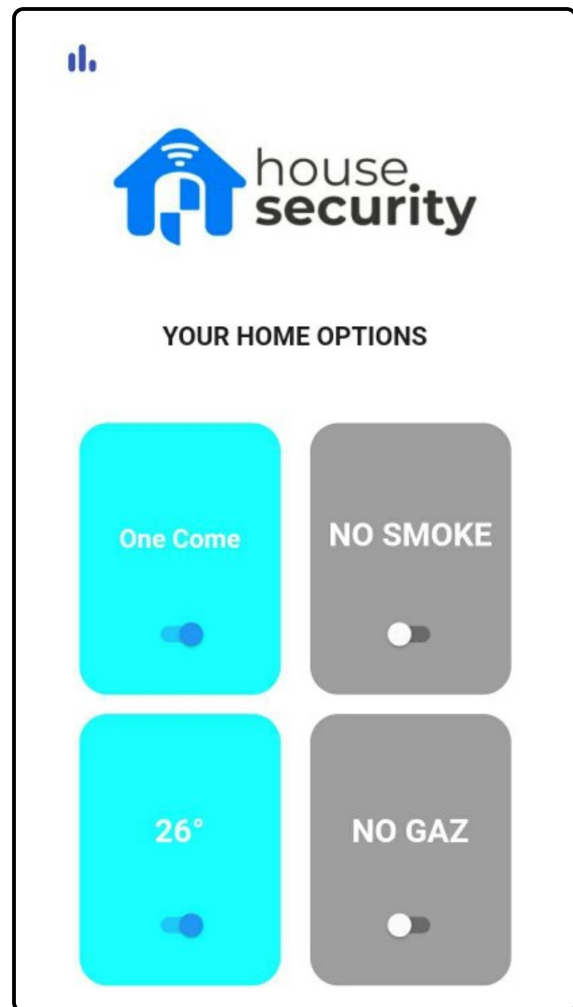 house
security
YOUR HOME OPTIONS
One Come
NO SMOKE
26°
NO GAZ